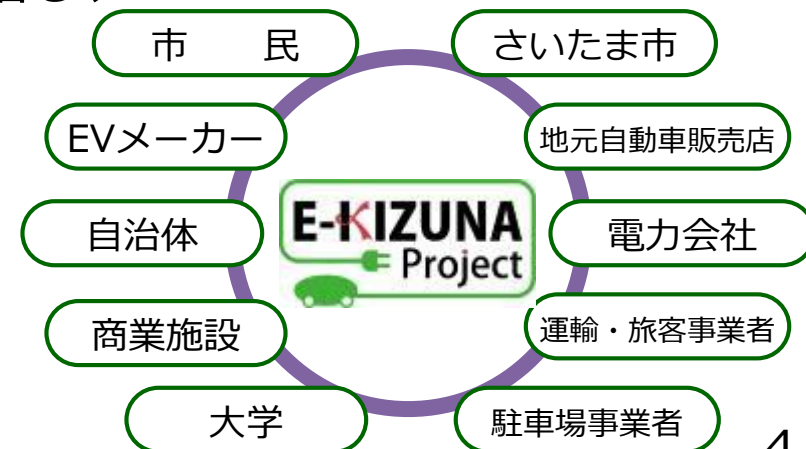 市　　民
さいたま市
EVメーカー
地元自動車販売店
自治体
E-KIZUNA
Project
電力会社
商業施設
運輸・旅客事業者
大学
駐車場事業者